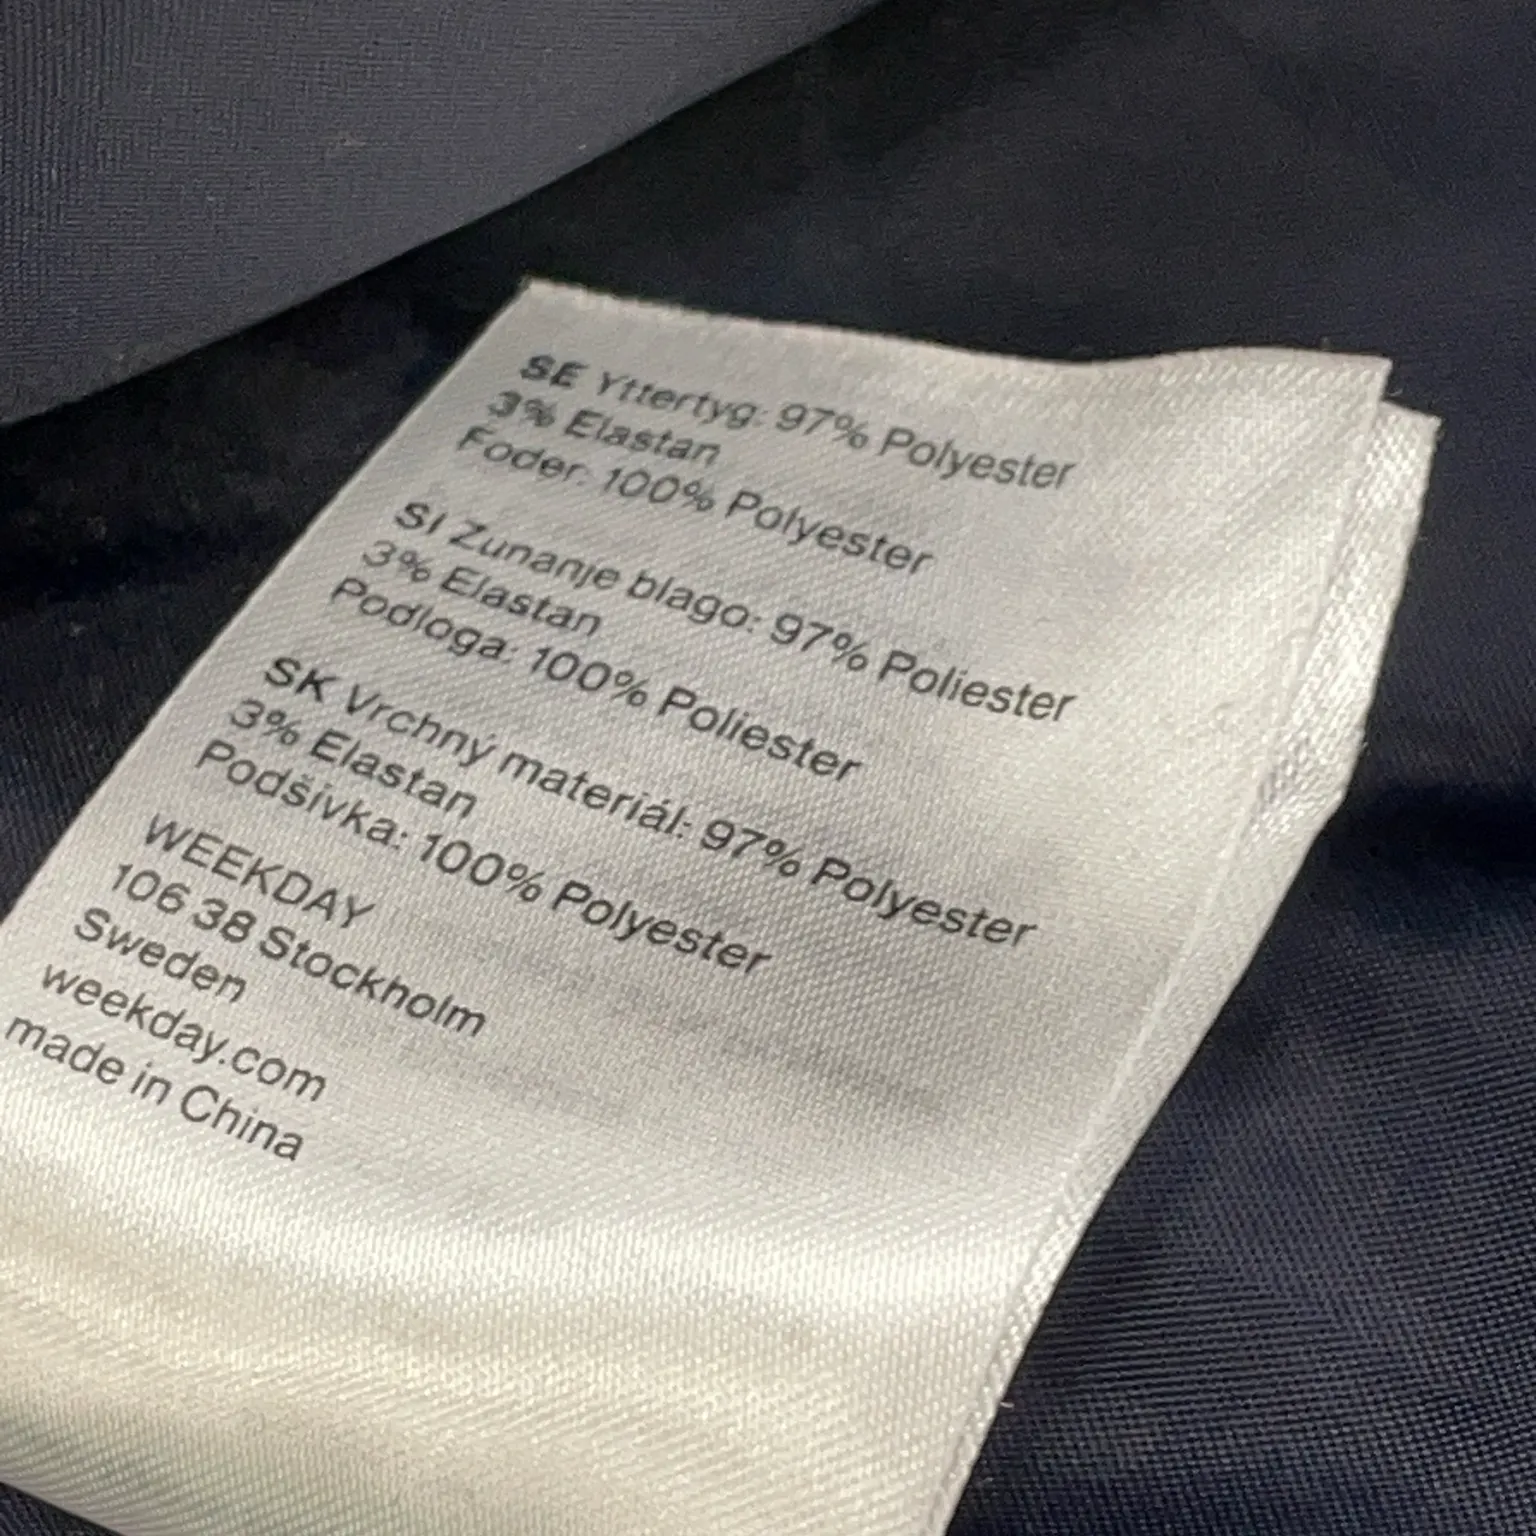 SE Yttertyg: 97% Polyester
3% Elastan
Foder: 100% Polyester
SI Zunanje blago: 97% Poliester
3% Elastan
Podloga: 100% Poliester
SK Vrchný materiál: 97% Polyester
3% Elastan
Podšívka: 100% Polyester
WEEKDAY
106 38 Stockholm
Sweden
weekday.com
made in China